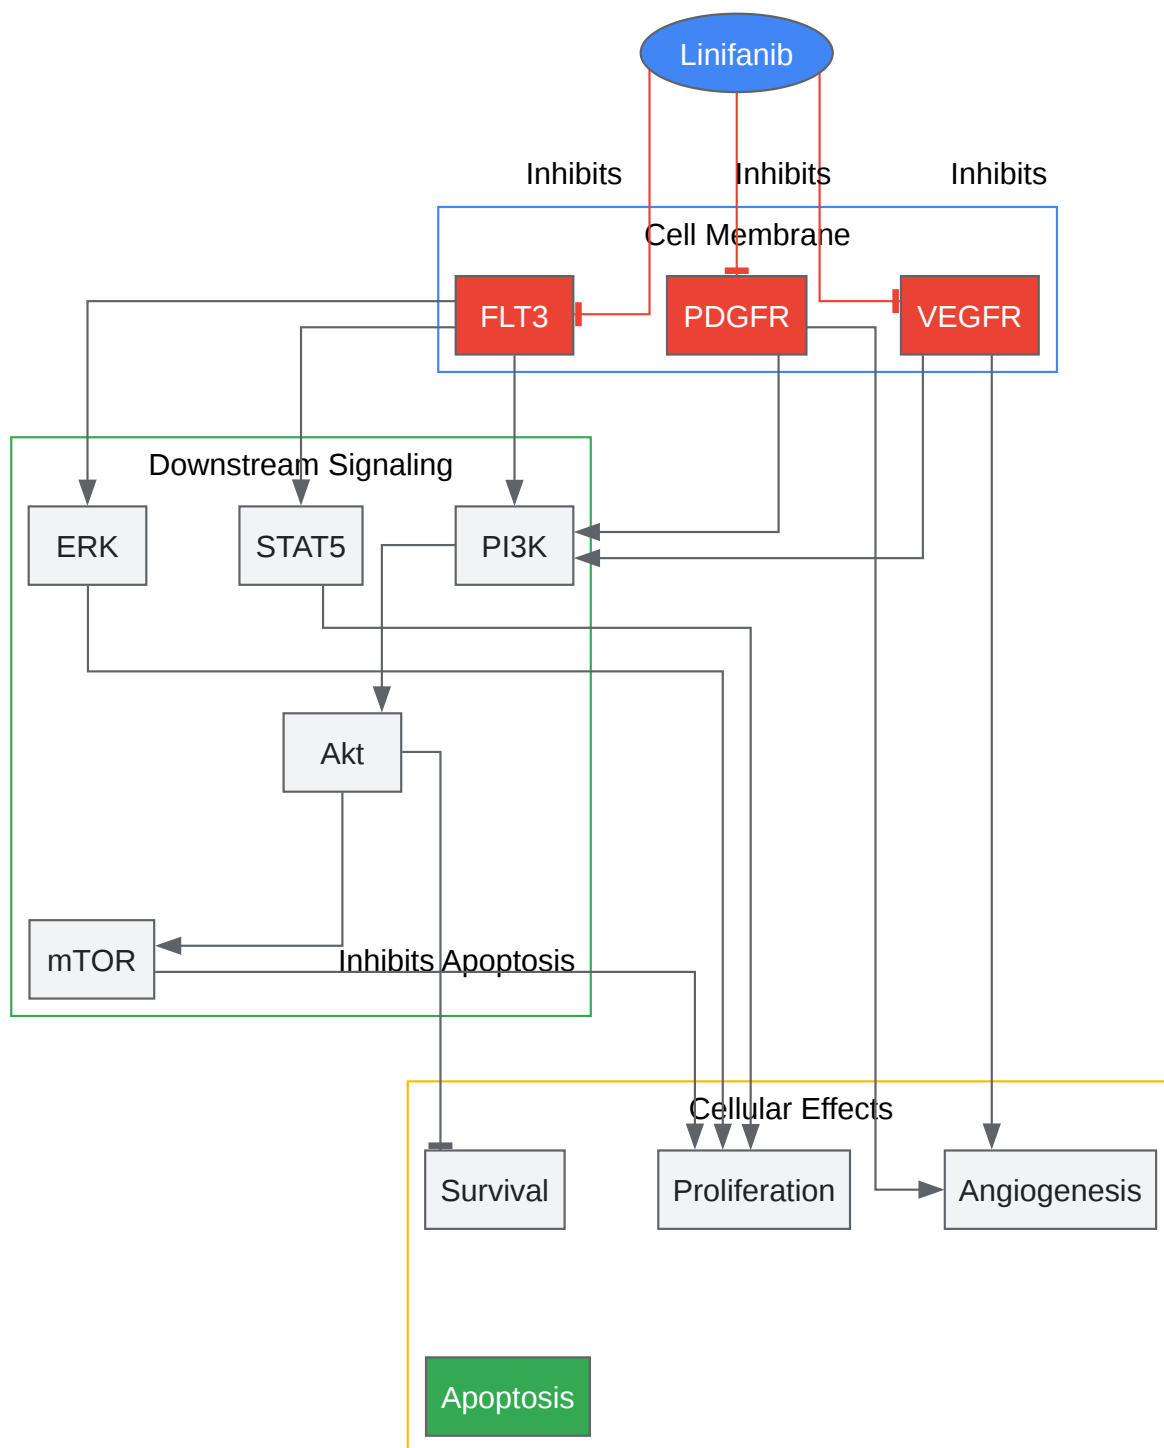 Linifanib
Inhibits
Inhibits
Inhibits
Cell Membrane
FLT3
PDGFR
VEGFR
Downstream Signaling
ERK
STAT5
PI3K
Akt
mTOR
Inhibits Apoptosis
Cellular Effects
Survival
Proliferation
Angiogenesis
Apoptosis